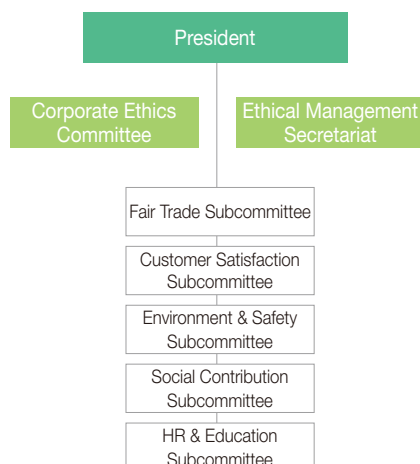 President
Corporate Ethics
Committee
Ethical Management
Secretariat
Fair Trade Subcommittee
Customer Satisfaction
Subcommittee
Environment & Safety
Subcommittee
Social Contribution
Subcommittee
HR & Education
Subcommittee